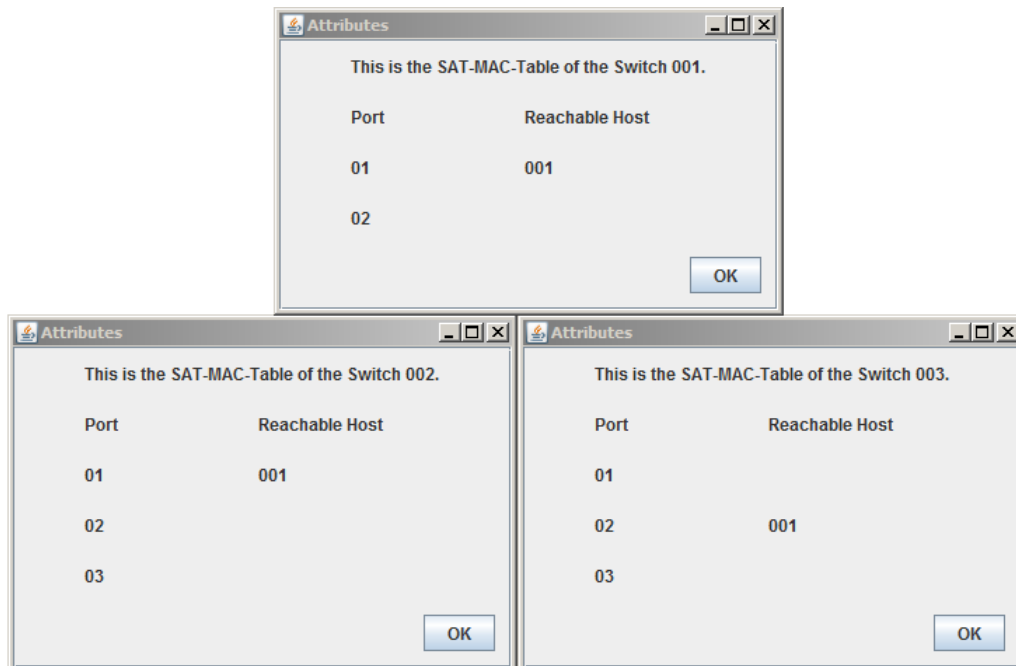 Attributes
This is the SAT-MAC-Table of the Switch 001.
Port Reachable Host
01 001
02
OK
Attributes
This is the SAT-MAC-Table of the Switch 002.
Port Reachable Host
01 001
02
03
OK
Attributes
This is the SAT-MAC-Table of the Switch 003.
Port Reachable Host
01
02 001
03
OK